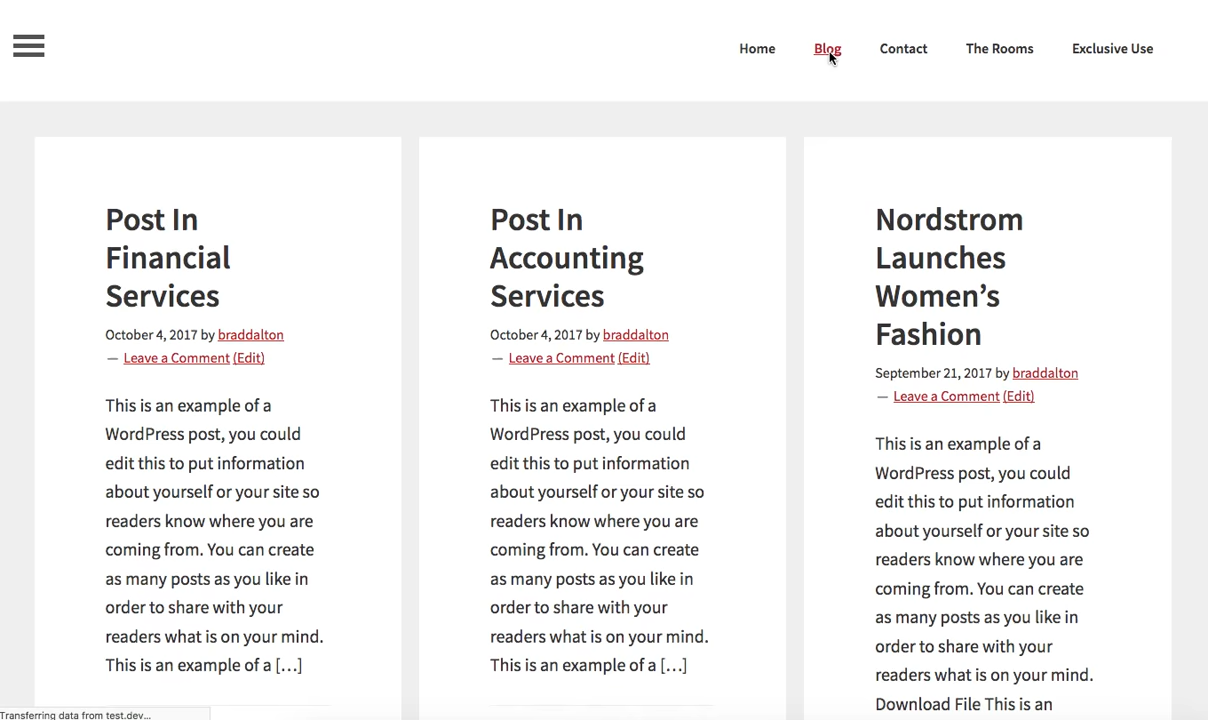 Home Blog Contact The Rooms Exclusive Use
Post In
Financial
Services
October 4, 2017 by braddalton
— Leave a Comment (Edit)
This is an example of a
WordPress post, you could
edit this to put information
about yourself or your site so
readers know where you are
coming from. You can create
as many posts as you like in
order to share with your
readers what is on your mind.
This is an example of a […]
Post In
Accounting
Services
October 4, 2017 by braddalton
— Leave a Comment (Edit)
This is an example of a
WordPress post, you could
edit this to put information
about yourself or your site so
readers know where you are
coming from. You can create
as many posts as you like in
order to share with your
readers what is on your mind.
This is an example of a […]
Nordstrom
Launches
Women’s
Fashion
September 21, 2017 by braddalton
— Leave a Comment (Edit)
This is an example of a
WordPress post, you could
edit this to put information
about yourself or your site so
readers know where you are
coming from. You can create
as many posts as you like in
order to share with your
readers what is on your mind.
Download File This is an
Transferring data from test.dev...